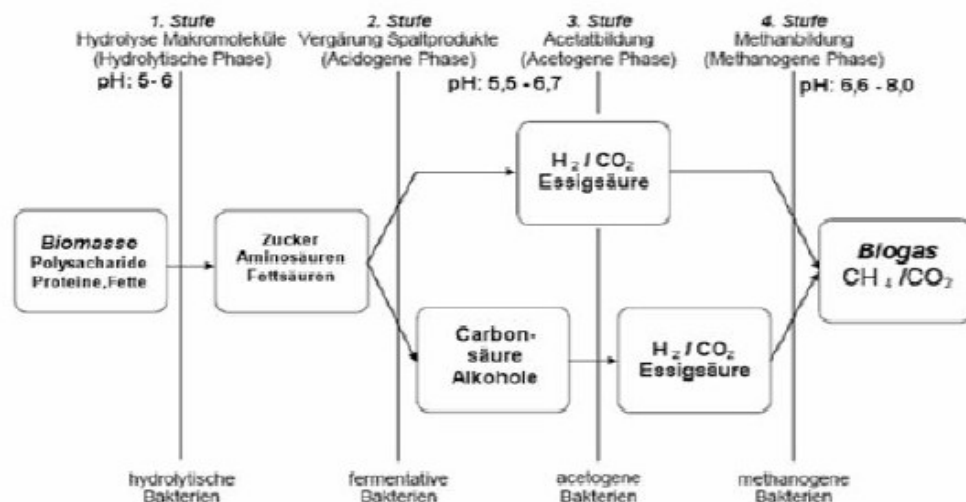 1. Stufe
Hydrolyse Makromoleküle
(Hydrolytische Phase)
pH: 5-6
2. Stufe
Vergärung Spaltprodukte
(Acidogene Phase)
pH: 5,5-6,7
3. Stufe
Acetatbildung
(Acetogene Phase)
4. Stufe
Methanbildung
(Methanogene Phase)
pH: 6,6-8,0
H₂/CO₂
Essigsäure
Biomasse
Polysacharide
Proteine,Fette
Zucker
Aminosäuren
Fettsäuren
Biogas
CH₄/CO₂
Carbon-
säure
Alkohole
H₂/CO₂
Essigsäure
hydrolytische
Bakterien
fermentative
Bakterien
acetogene
Bakterien
methanogene
Bakterien